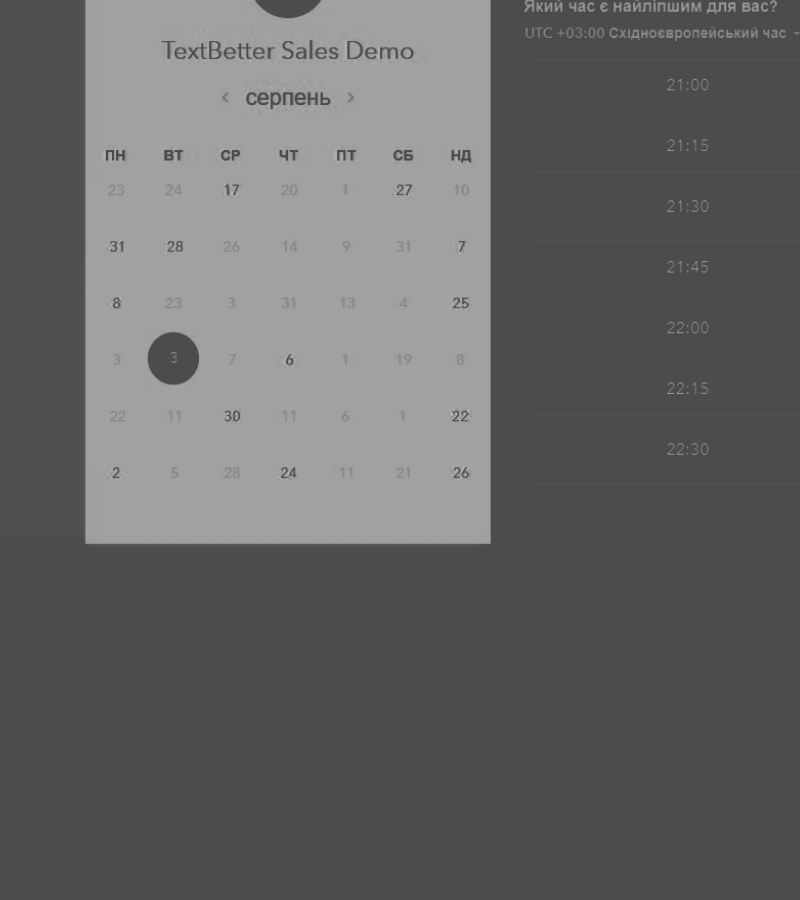 TextBetter Sales Demo
< серпень >
ПН ВТ СР ЧТ ПТ СБ НД
23 24 17 20 1 27 10
31 28 26 14 9 31 7
8 23 3 31 13 4 25
3 3 7 6 1 19 8
22 11 30 11 6 1 22
2 5 28 24 11 21 26
Який час є найліпшим для вас?
UTC +03:00 Східноєвропейський час
21:00
21:15
21:30
21:45
22:00
22:15
22:30